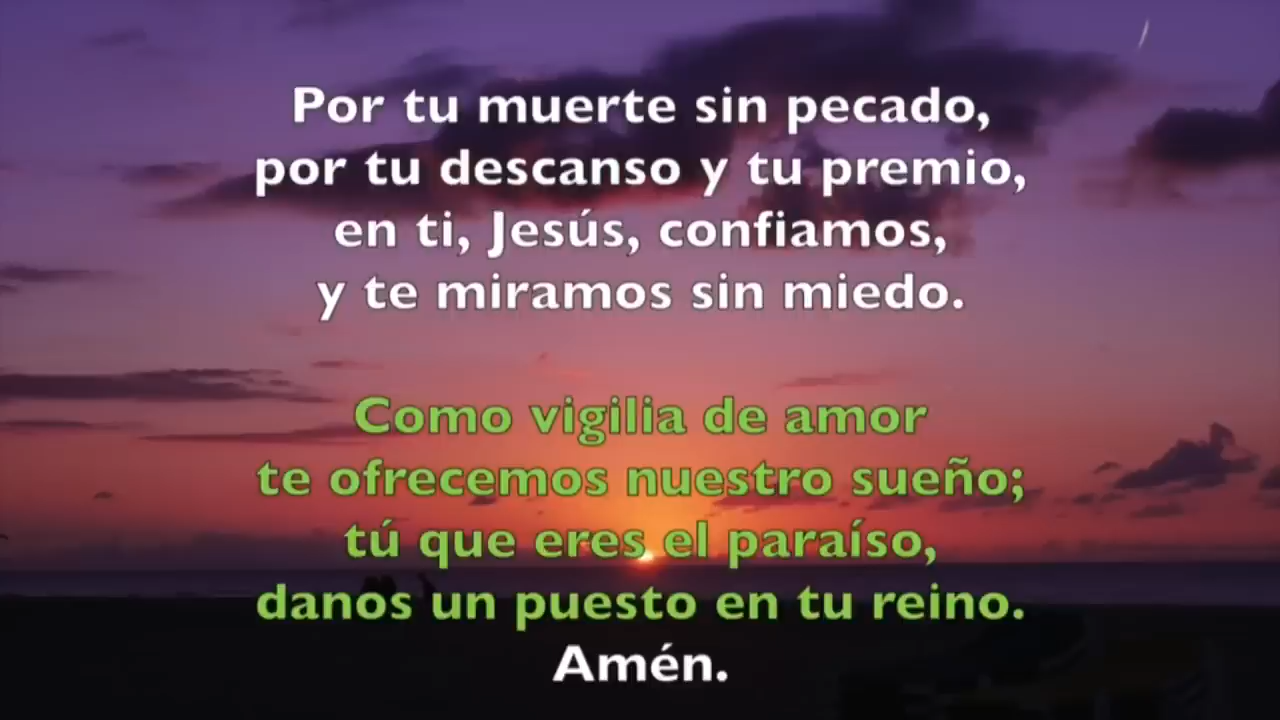 Por tu muerte sin pecado,
por tu descanso y tu premio,
en ti, Jesús, confiamos,
y te miramos sin miedo.
Como vigilia de amor
te ofrecemos nuestro sueño;
tú que eres el paraíso,
danos un puesto en tu reino.
Amén.